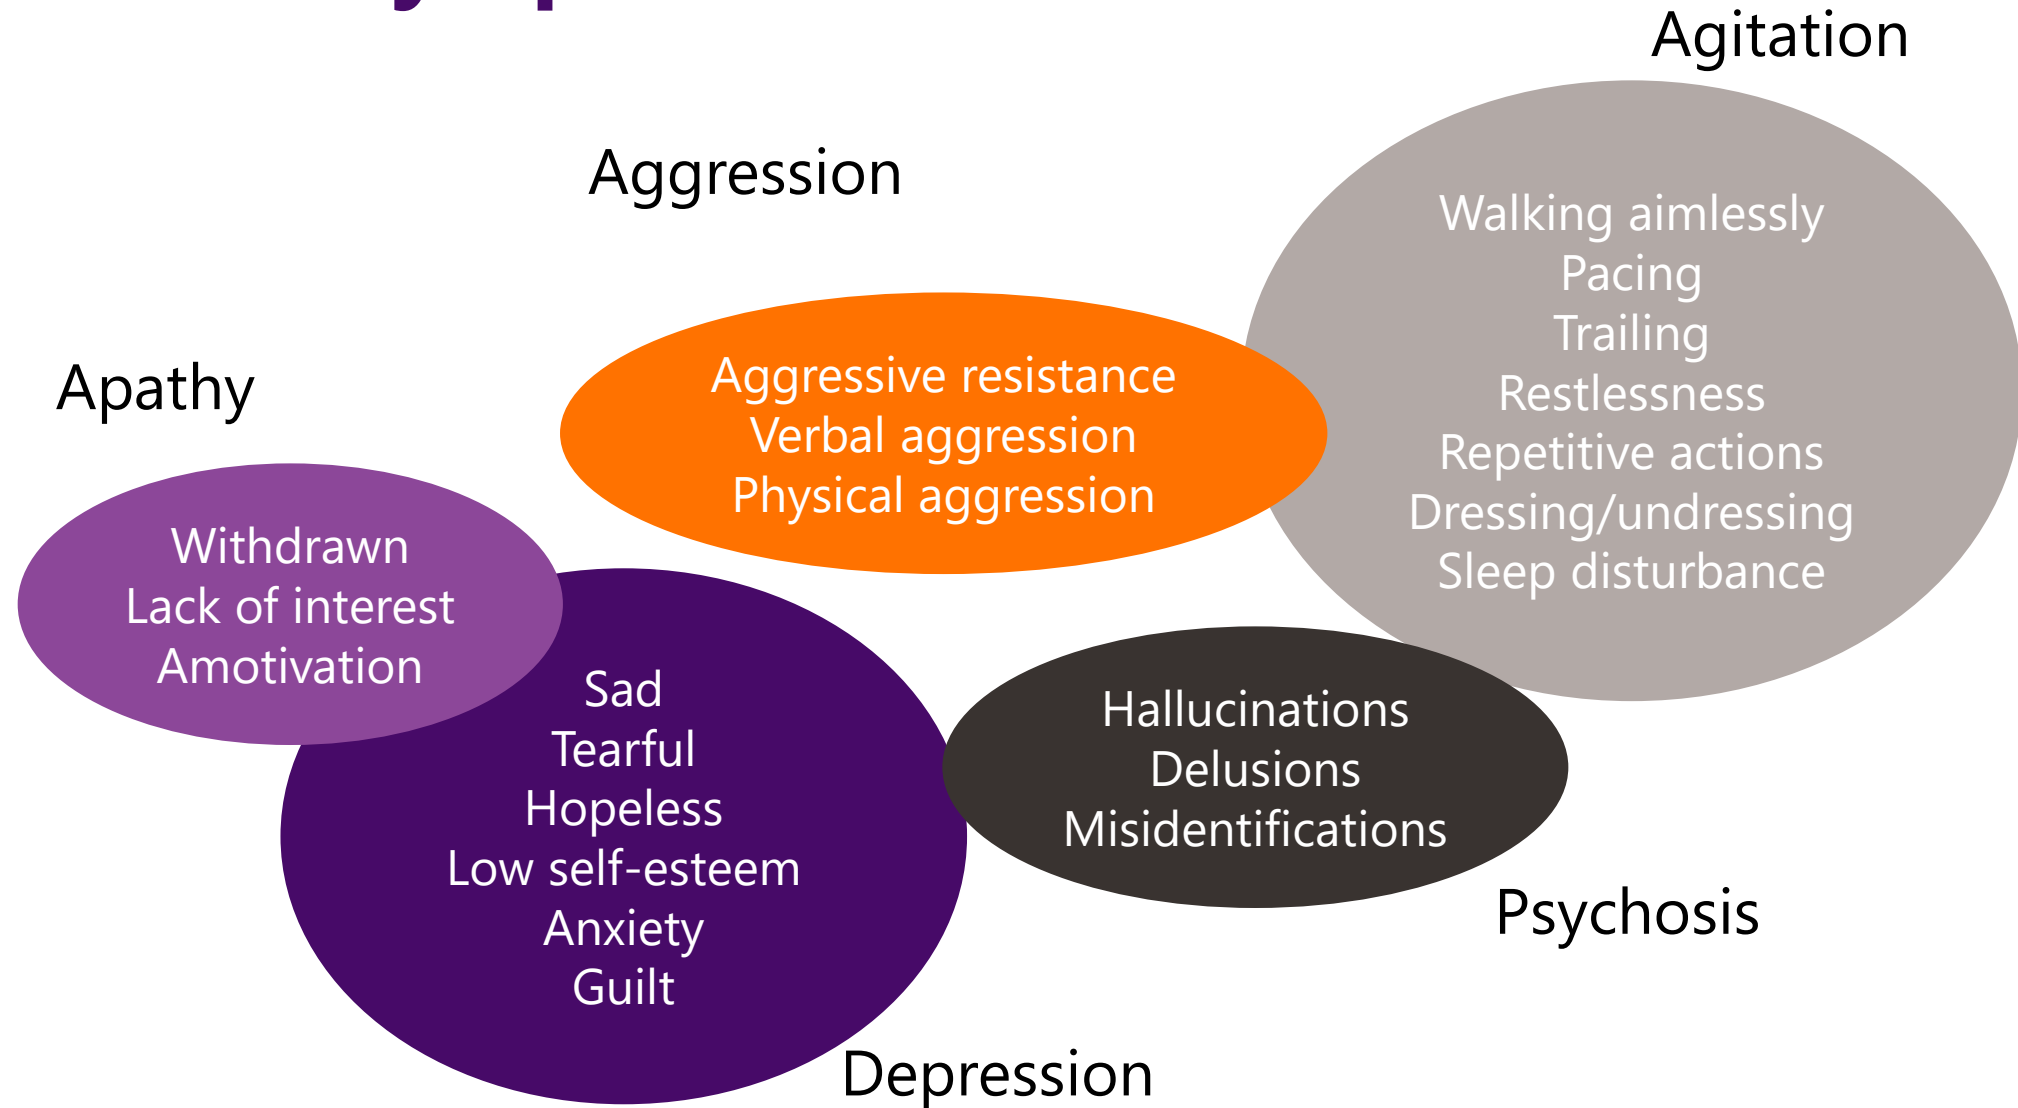 Agitation
Aggression
Walking aimlessly
Pacing
Trailing
Restlessness
Repetitive actions
Dressing/undressing
Sleep disturbance
Aggressive resistance
Verbal aggression
Physical aggression
Apathy
Withdrawn
Lack of interest
Amotivation
Sad
Tearful
Hopeless
Low self-esteem
Anxiety
Guilt
Hallucinations
Delusions
Misidentifications
Psychosis
Depression